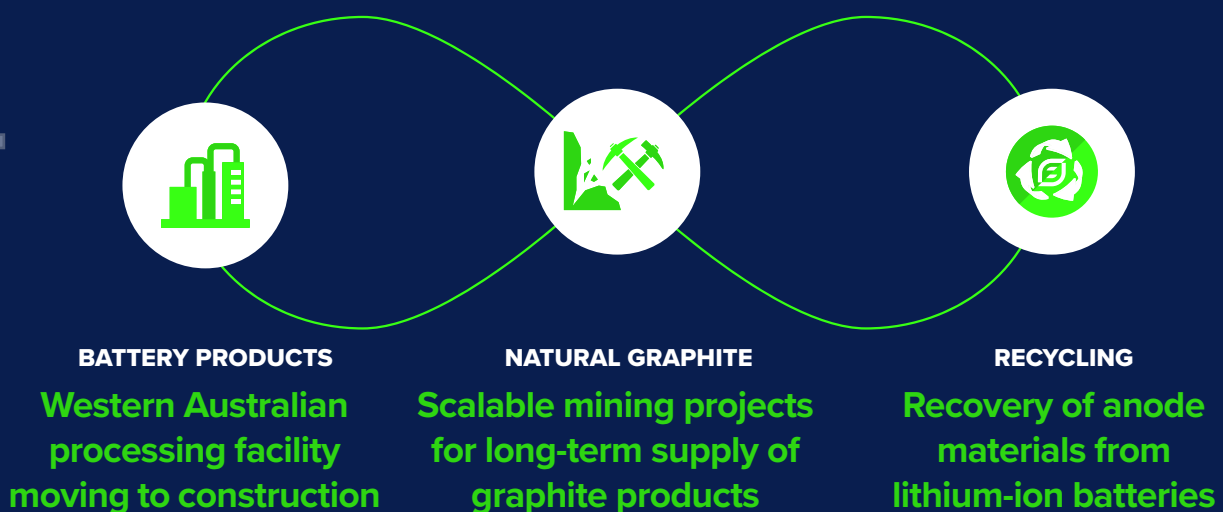 BATTERY PRODUCTS
Western Australian
processing facility
moving to construction
NATURAL GRAPHITE
Scalable mining projects
for long-term supply of
graphite products
RECYCLING
Recovery of anode
materials from
lithium-ion batteries